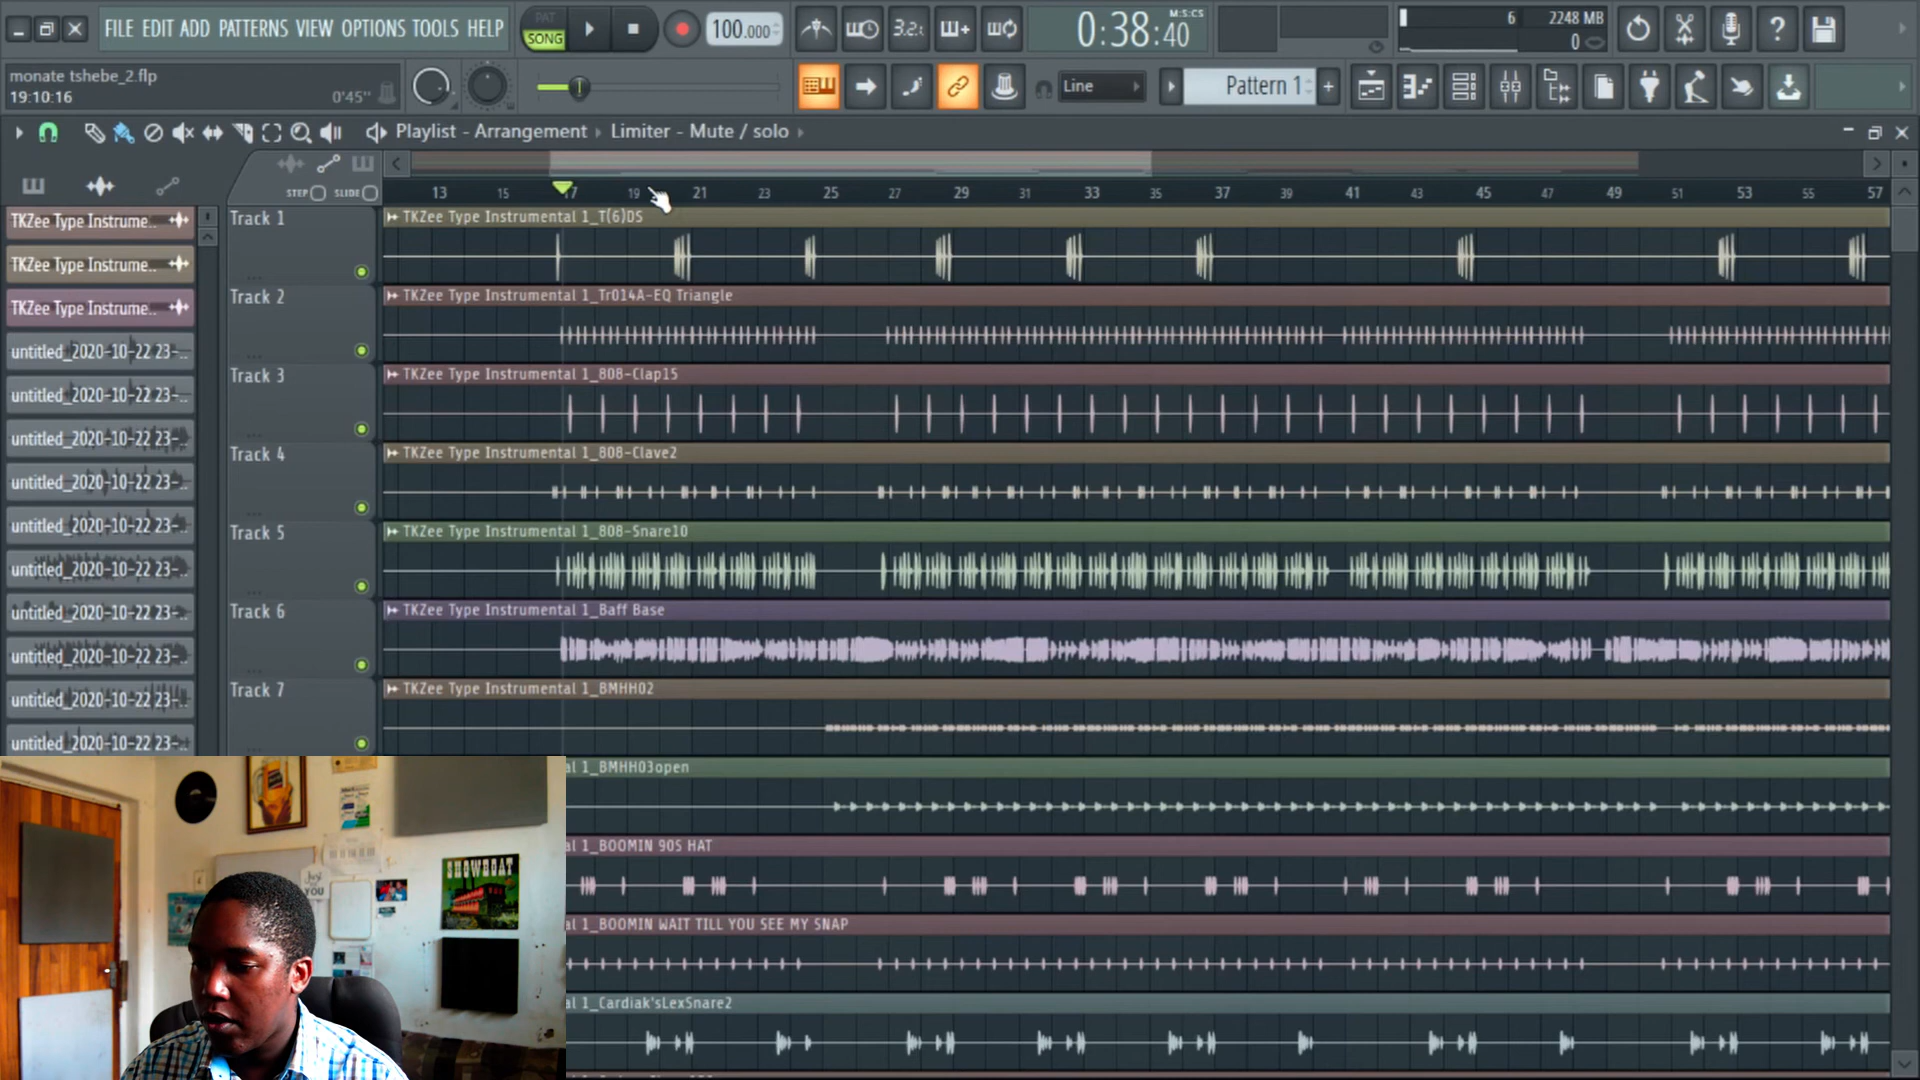 FILE EDIT ADD PATTERNS VIEW OPTIONS TOOLS HELP
PAT
SONG
100.000
3.2.
0:38:40
M:S:CS
6
2248 MB
0
monate tshebe_2.flp
19:10:16
0'45''
Line
Pattern 1
Playlist - Arrangement
Limiter - Mute / solo
STEP
SLIDE
13 15 17 19 21 23 25 27 29 31 33 35 37 39 41 43 45 47 49 51 53 55 57
TKZee Type Instrume..
TKZee Type Instrume..
TKZee Type Instrume..
untitled_2020-10-22 23-..
untitled_2020-10-22 23-..
untitled_2020-10-22 23-..
untitled_2020-10-22 23-..
untitled_2020-10-22 23-..
untitled_2020-10-22 23-..
untitled_2020-10-22 23-..
untitled_2020-10-22 23-..
untitled_2020-10-22 23-..
untitled_2020-10-22 23-..
Track 1
TKZee Type Instrumental 1_T(6)DS
Track 2
TKZee Type Instrumental 1_Tr014A-EQ Triangle
Track 3
TKZee Type Instrumental 1_808-Clap15
Track 4
TKZee Type Instrumental 1_808-Clave2
Track 5
TKZee Type Instrumental 1_808-Snare10
Track 6
TKZee Type Instrumental 1_Baff Base
Track 7
TKZee Type Instrumental 1_BMHH02
al 1_BMHH03open
al 1_BOOMIN 90S HAT
al 1_BOOMIN WAIT TILL YOU SEE MY SNAP
al 1_Cardiak'sLexSnare2
SHOWBOAT
YOU